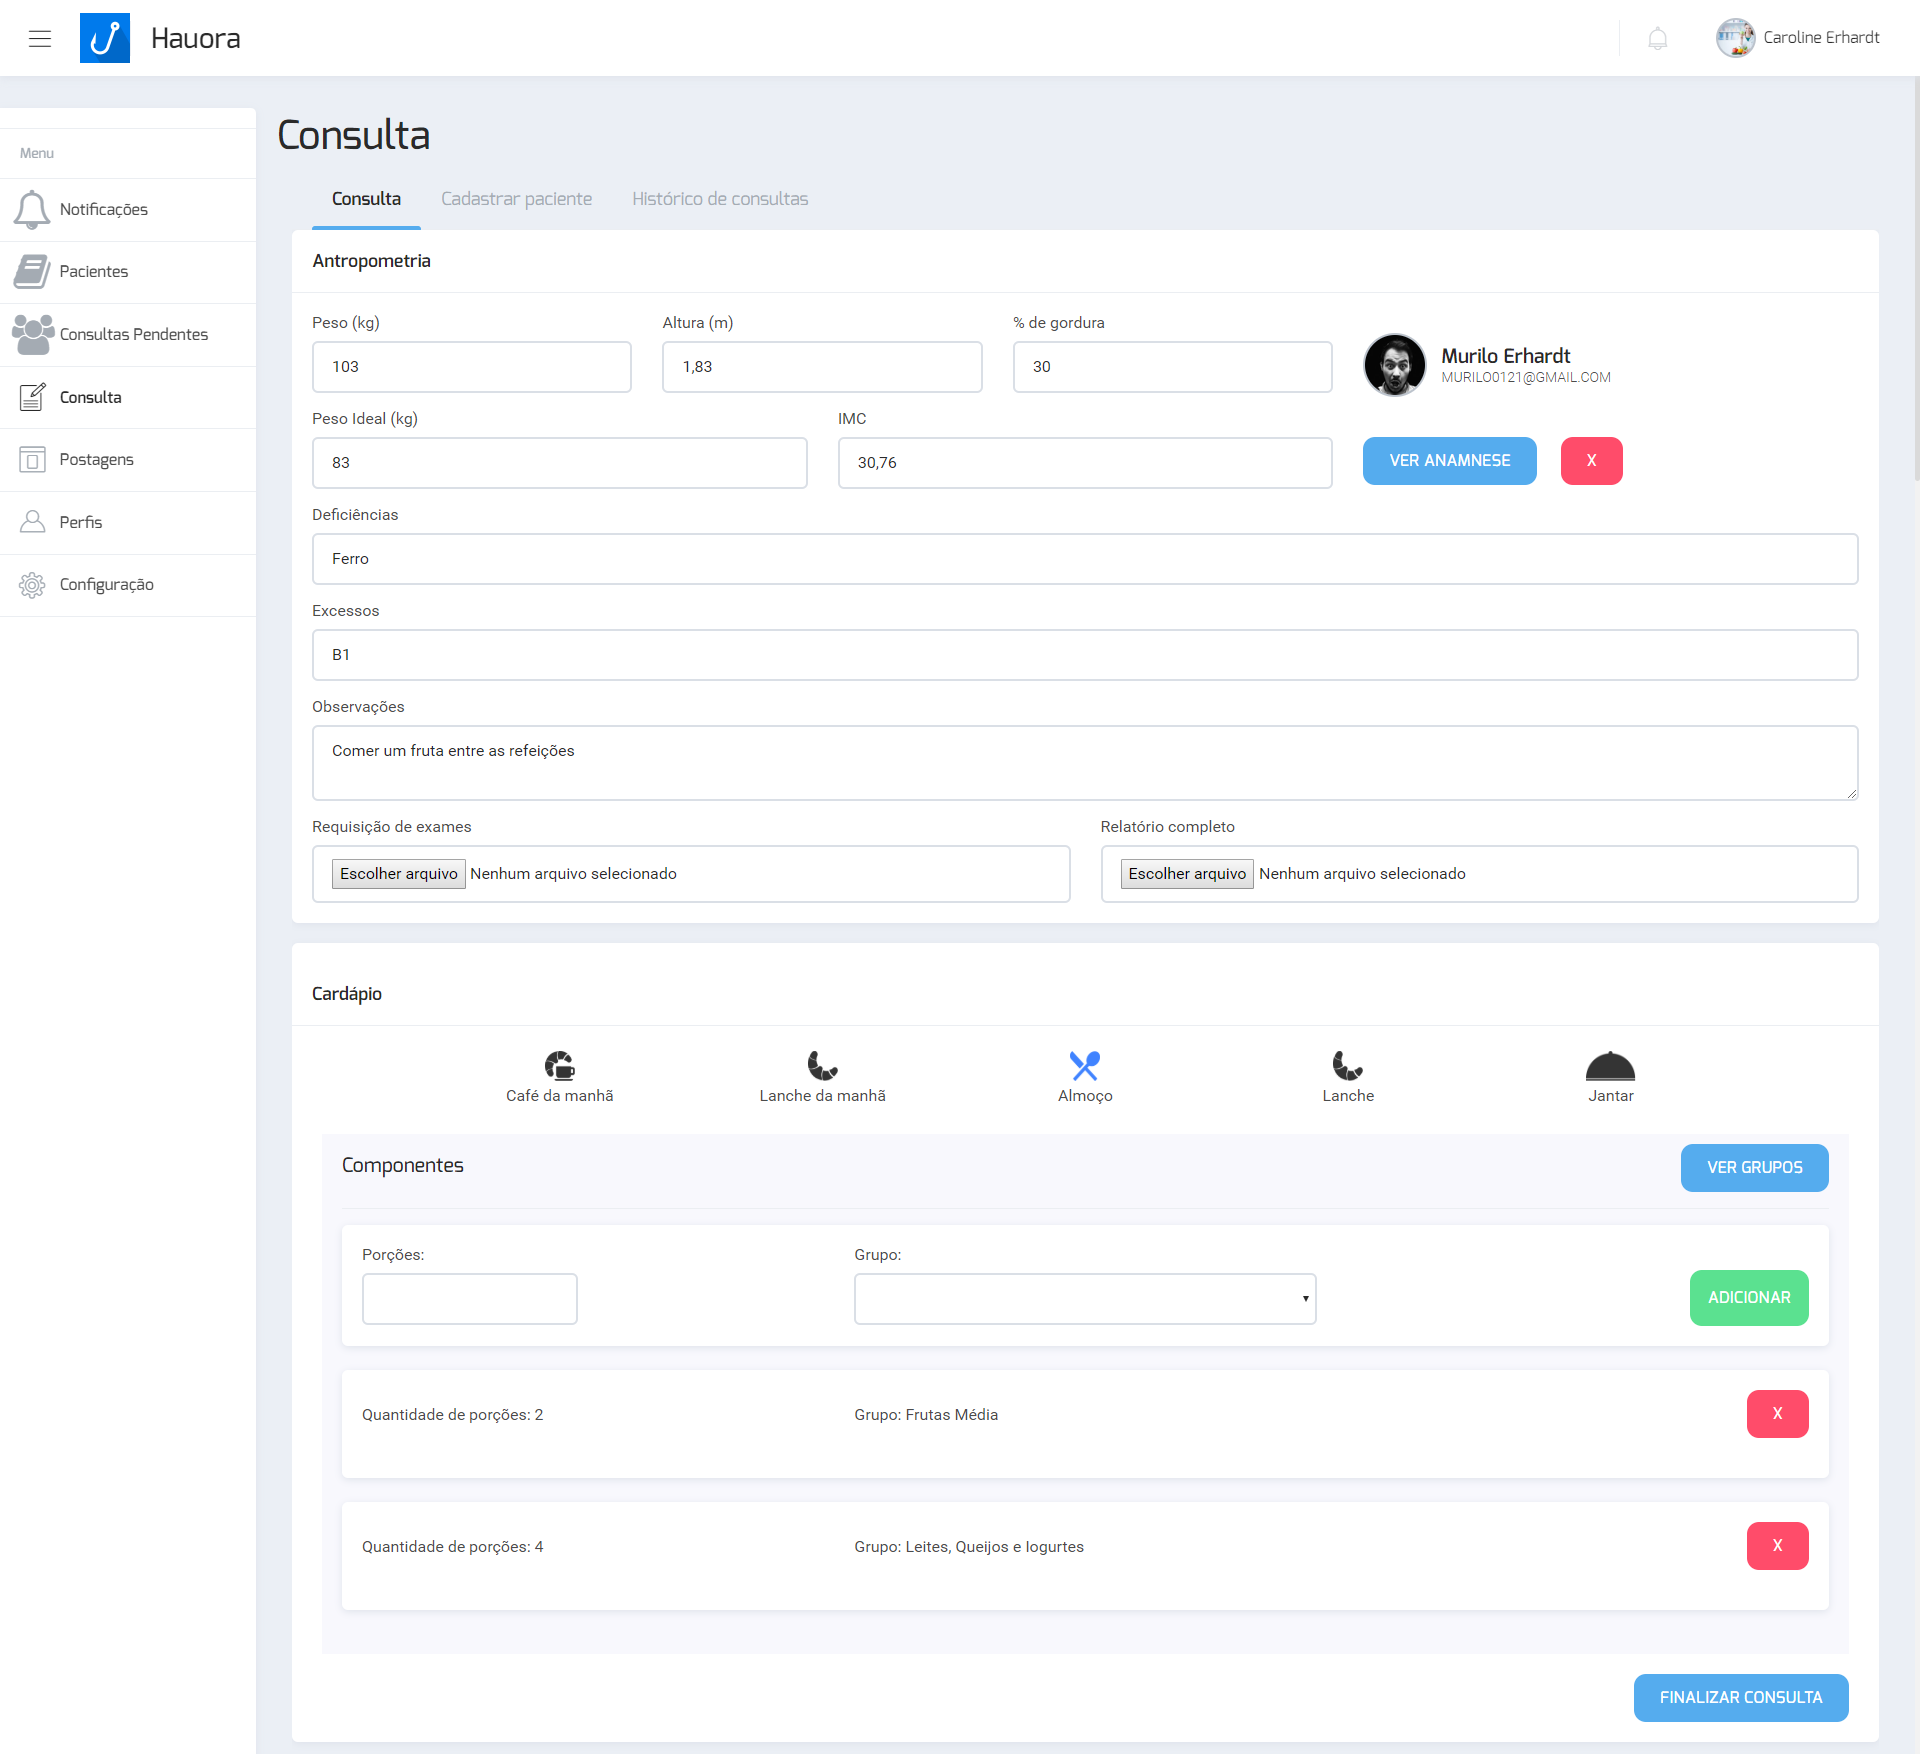 Hauora
Caroline Erhardt
Menu
Notificações
Pacientes
Consultas Pendentes
Consulta
Postagens
Perfis
Configuração
Consulta
Consulta Cadastrar paciente Histórico de consultas
Antropometria
Peso (kg) Altura (m) % de gordura
103 1,83 30
Murilo Erhardt
MURILO0121@GMAIL.COM
Peso Ideal (kg) IMC
83 30,76
VER ANAMNESE X
Deficiências
Ferro
Excessos
B1
Observações
Comer um fruta entre as refeições
Requisição de exames Relatório completo
Escolher arquivo Nenhum arquivo selecionado Escolher arquivo Nenhum arquivo selecionado
Cardápio
Café da manhã Lanche da manhã Almoço Lanche Jantar
Componentes VER GRUPOS
Porções: Grupo:
ADICIONAR
Quantidade de porções: 2 Grupo: Frutas Média X
Quantidade de porções: 4 Grupo: Leites, Queijos e Iogurtes X
FINALIZAR CONSULTA